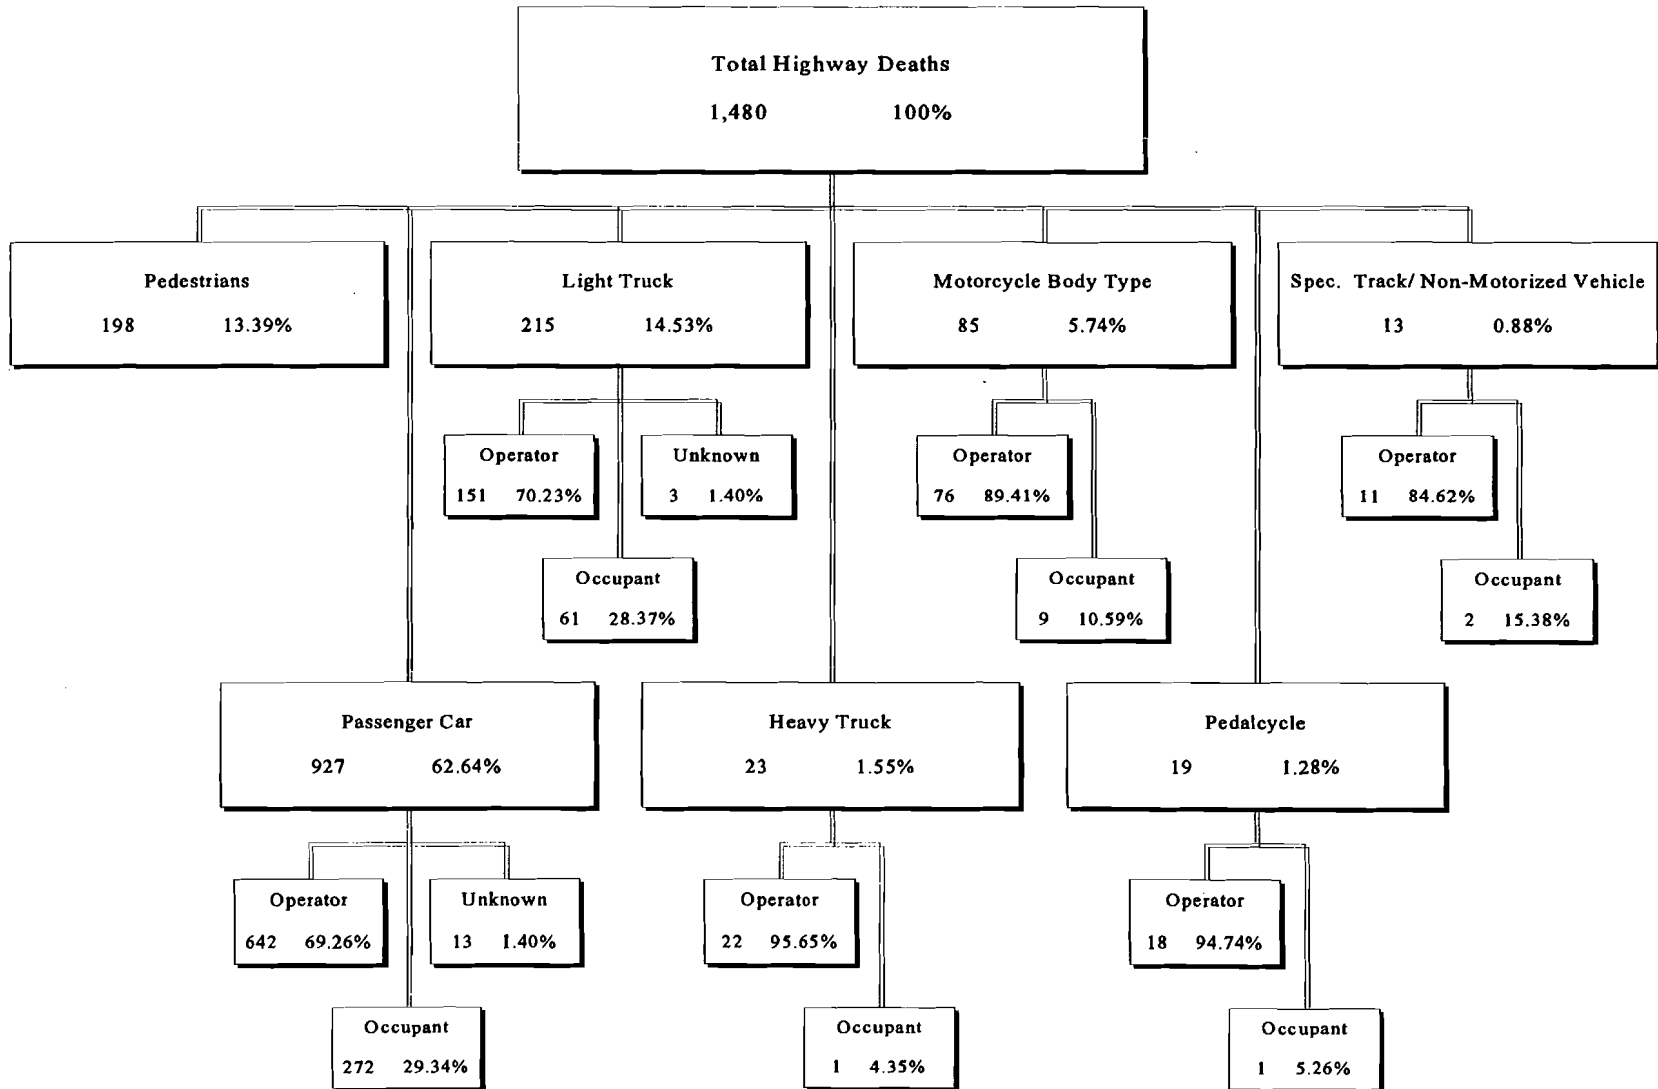 Total Highway Deaths
1,480 100%
Pedestrians
198 13.39%
Light Truck
215 14.53%
Motorcycle Body Type
85 5.74%
Spec. Track/ Non-Motorized Vehicle
13 0.88%
Operator
151 70.23%
Unknown
3 1.40%
Occupant
61 28.37%
Operator
76 89.41%
Occupant
9 10.59%
Operator
11 84.62%
Occupant
2 15.38%
Passenger Car
927 62.64%
Heavy Truck
23 1.55%
Pedalcycle
19 1.28%
Operator
642 69.26%
Unknown
13 1.40%
Occupant
272 29.34%
Operator
22 95.65%
Occupant
1 4.35%
Operator
18 94.74%
Occupant
1 5.26%